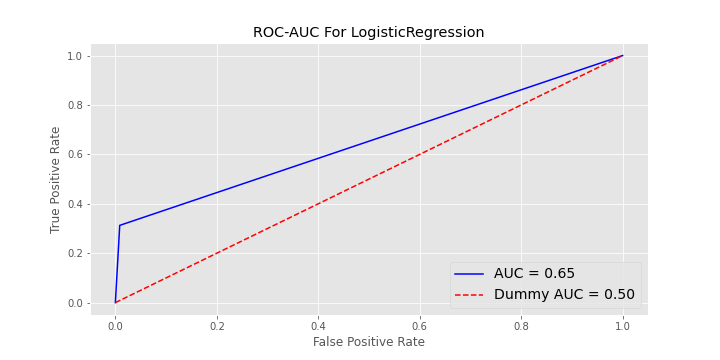 ROC-AUC For LogisticRegression
1.0
0.8
0.6
0.4
0.2
0.0
True Positive Rate
AUC = 0.65
Dummy AUC = 0.50
0.0 0.2 0.4 0.6 0.8 1.0
False Positive Rate